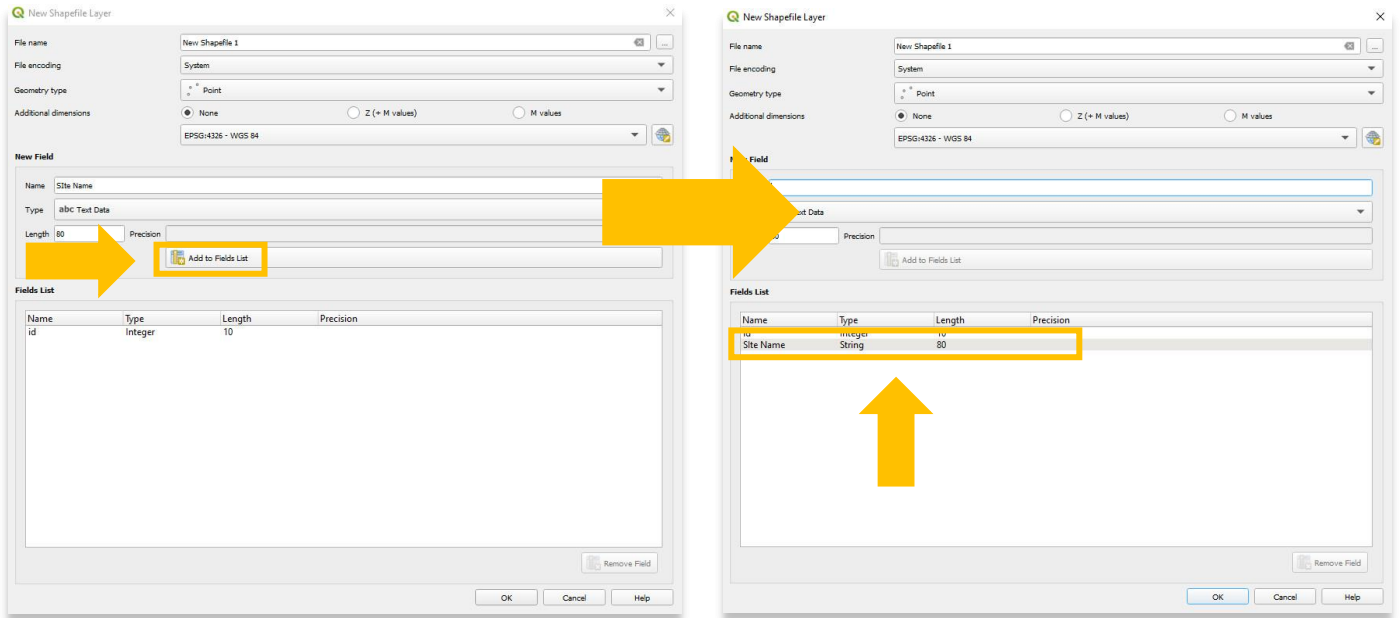 New Shapefile Layer
File name New Shapefile 1 ...
File encoding System
Geometry type Point
Additional dimensions None Z (+ M values) M values
EPSG:4326 - WGS 84
New Field
Name SIte Name
Type abc Text Data
Length 80 Precision
Add to Fields List
Fields List
Name Type Length Precision
id Integer 10
Remove Field
OK Cancel Help
New Shapefile Layer
File name New Shapefile 1 ...
File encoding System
Geometry type Point
Additional dimensions None Z (+ M values) M values
EPSG:4326 - WGS 84
Field
Data
Precision
Add to Fields List
Fields List
Name Type Length Precision
id Integer 10
SIte Name String 80
Remove Field
OK Cancel Help